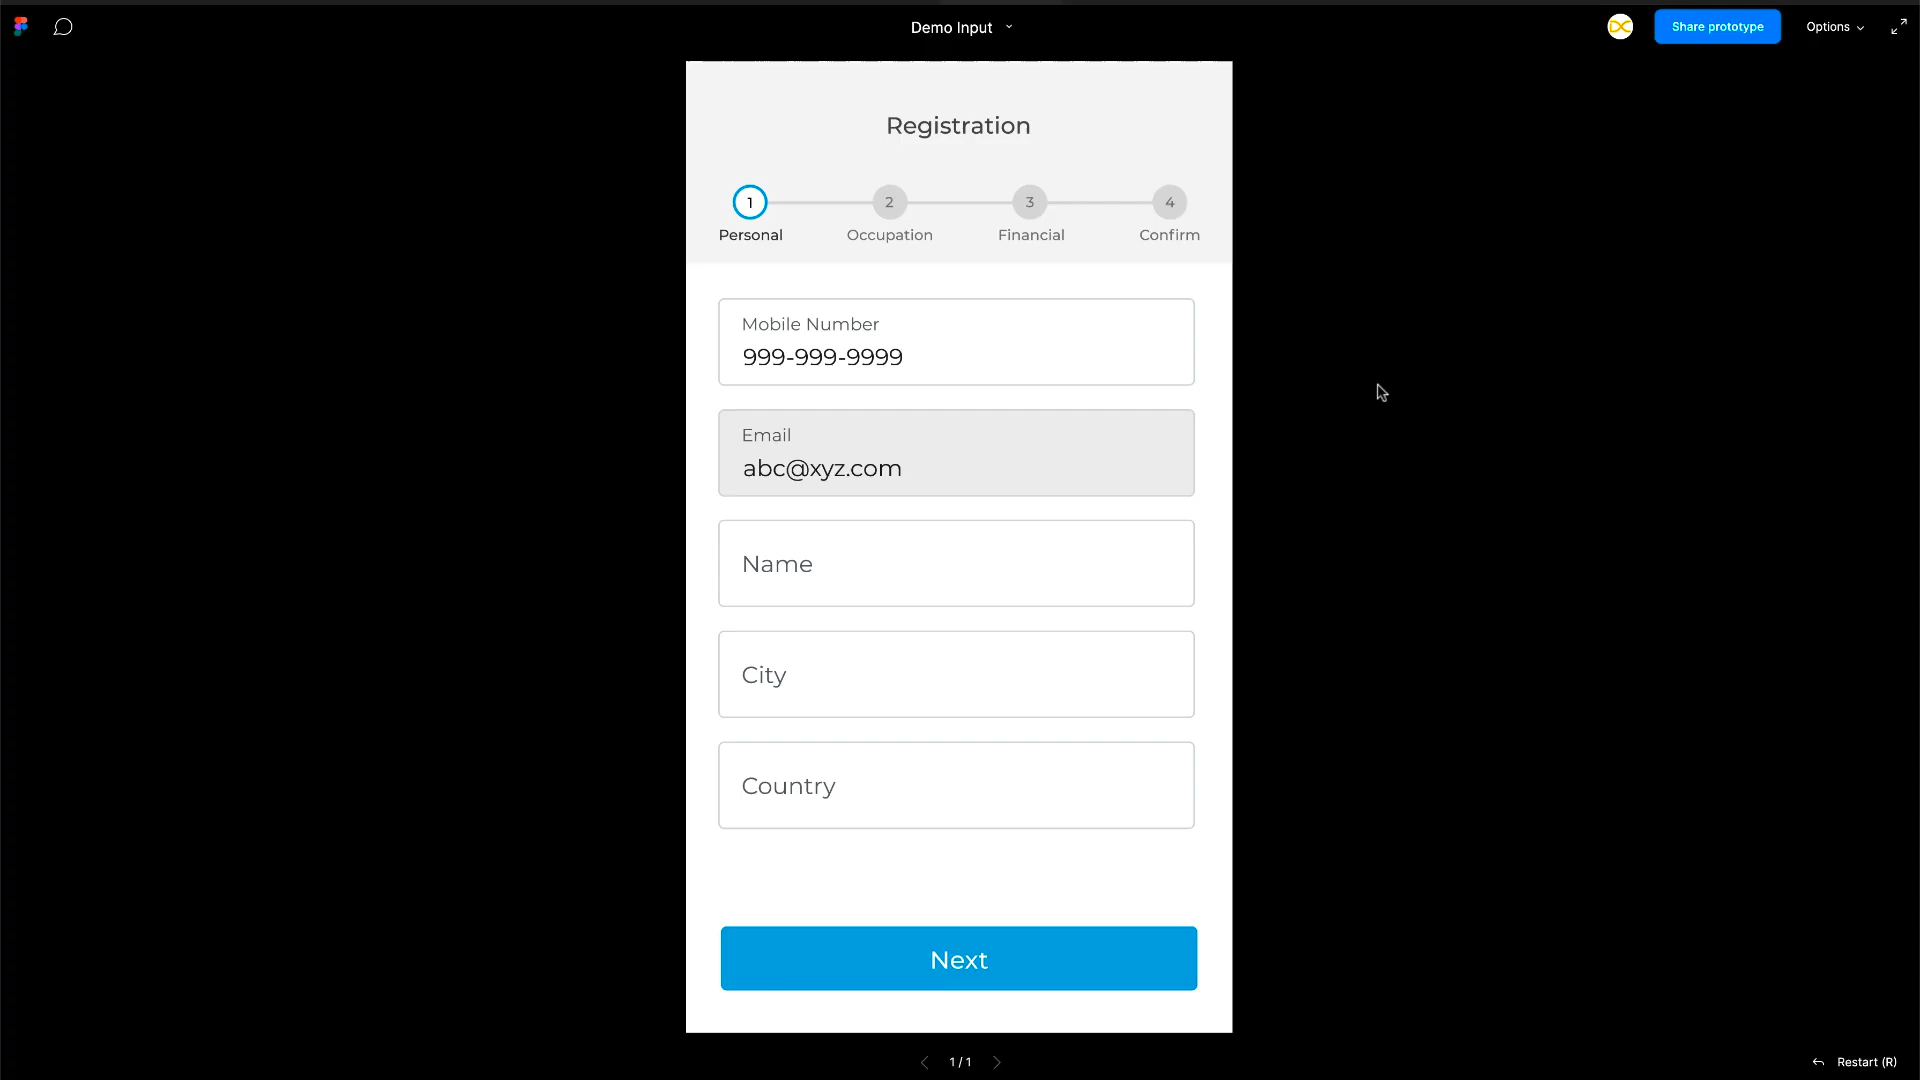 Demo Input
Share prototype
Options
Registration
1
2
3
4
Personal
Occupation
Financial
Confirm
Mobile Number
999-999-9999
Email
abc@xyz.com
Name
City
Country
Next
1 / 1
Restart (R)